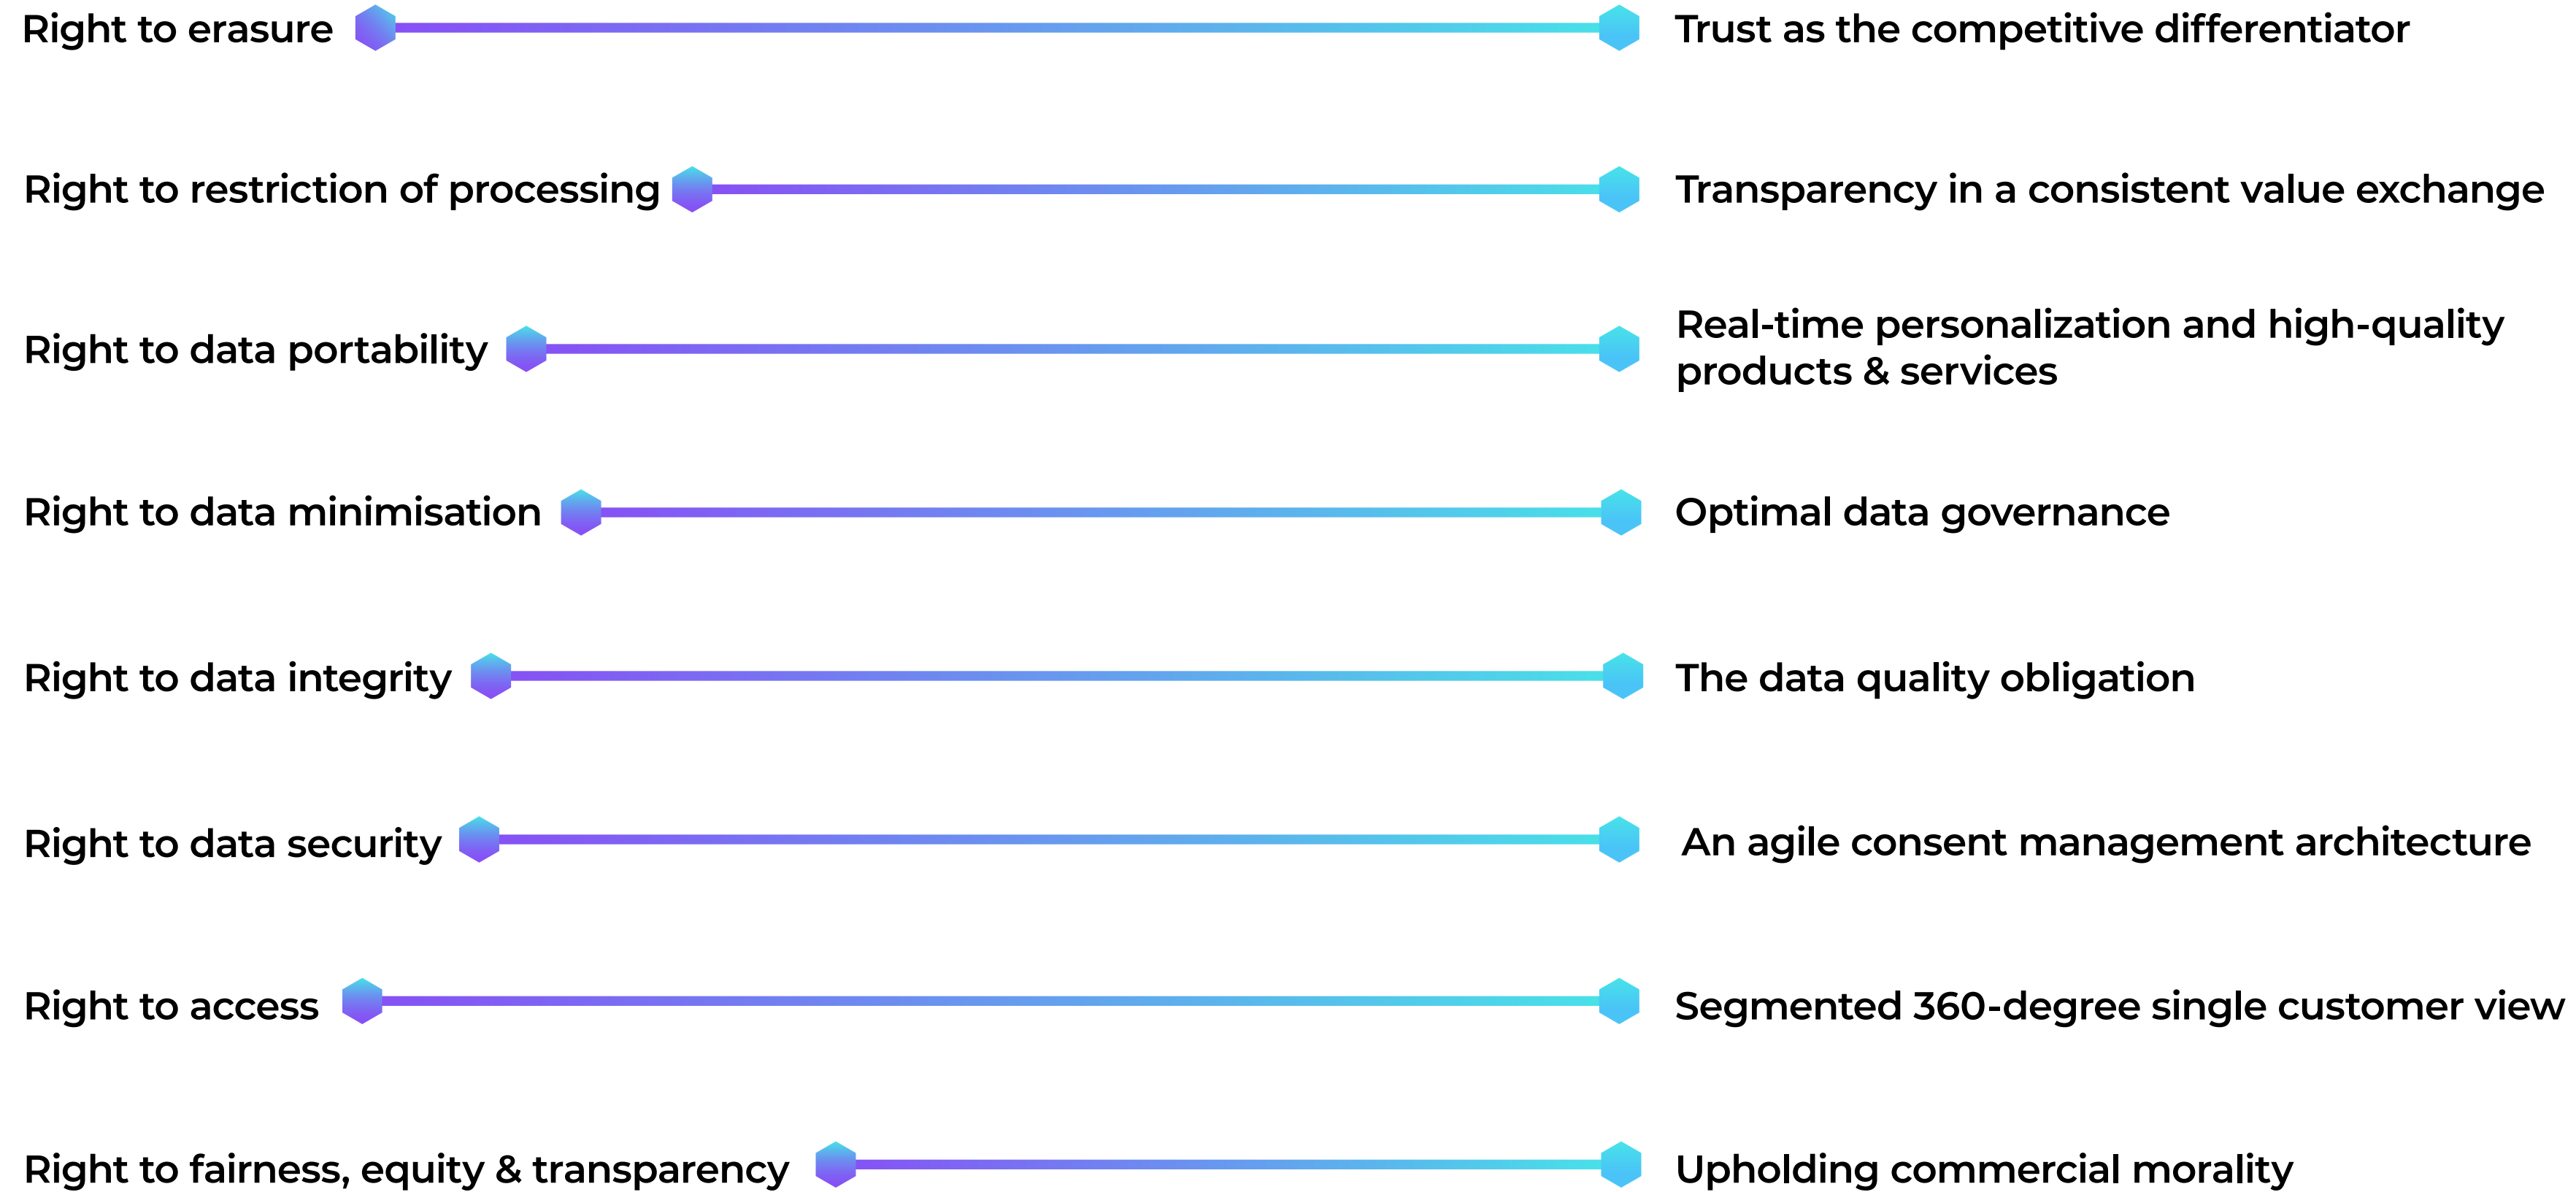 Right to erasure
Trust as the competitive differentiator
Right to restriction of processing
Transparency in a consistent value exchange
Right to data portability
Real-time personalization and high-quality
products & services
Right to data minimisation
Optimal data governance
Right to data integrity
The data quality obligation
Right to data security
An agile consent management architecture
Right to access
Segmented 360-degree single customer view
Right to fairness, equity & transparency
Upholding commercial morality